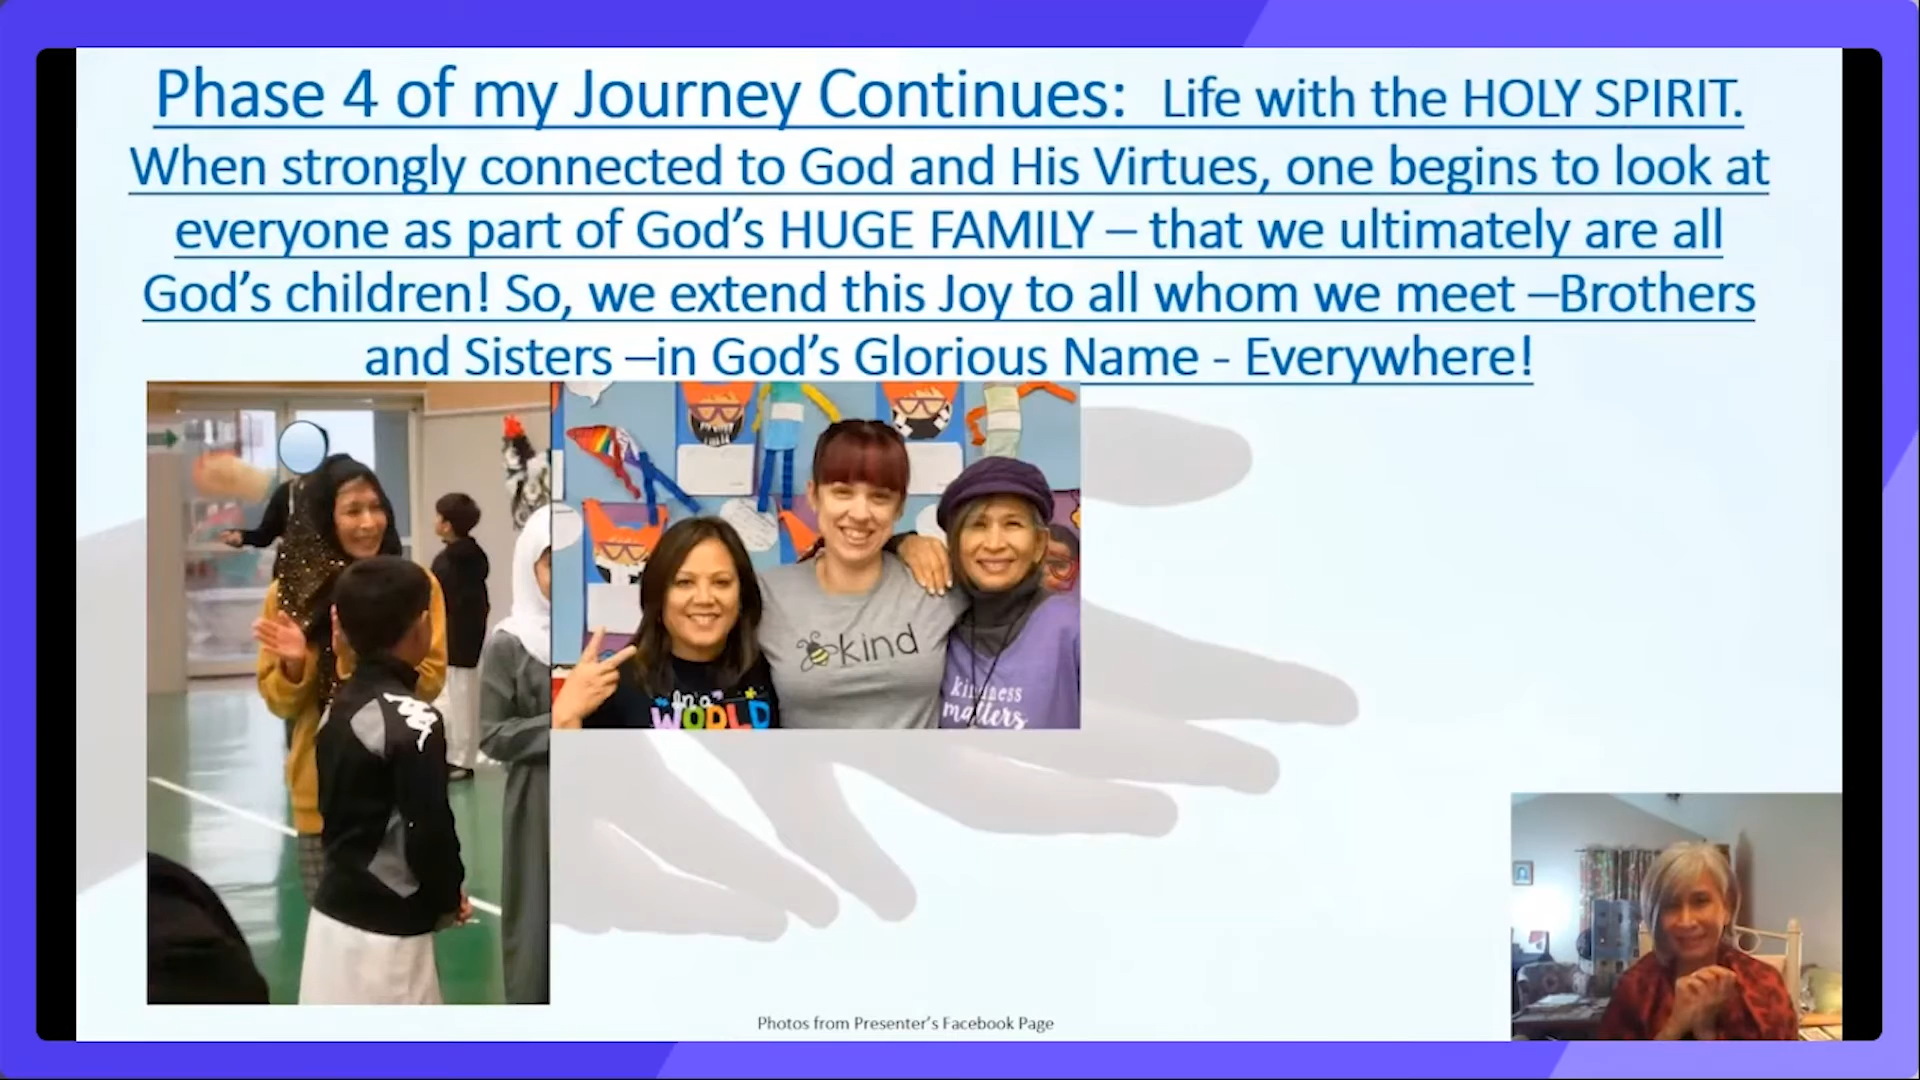 Phase 4 of my Journey Continues: Life with the HOLY SPIRIT.
When strongly connected to God and His Virtues, one begins to look at
everyone as part of God's HUGE FAMILY – that we ultimately are all
God's children! So, we extend this Joy to all whom we meet –Brothers
and Sisters –in God's Glorious Name - Everywhere!
kind
In a
WORLD
kindness
matters
Photos from Presenter's Facebook Page